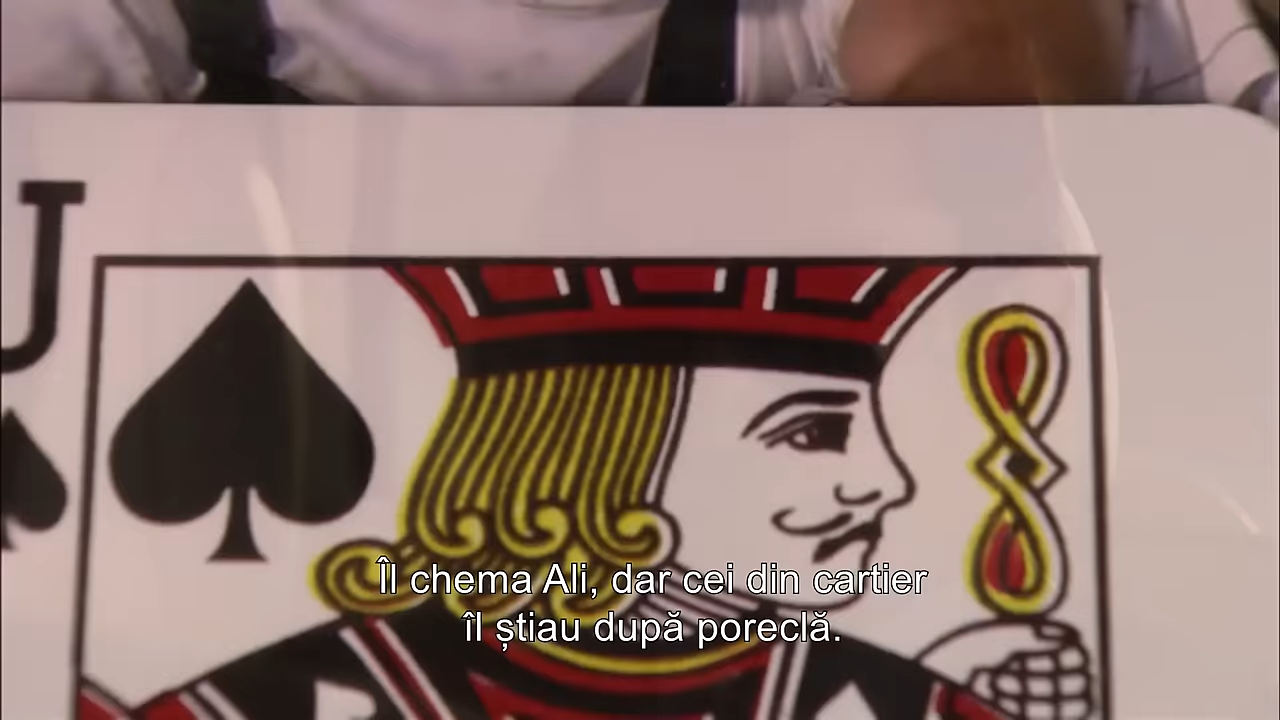 J
Îl chema Ali, dar cei din cartier
îl știau după poreclă.